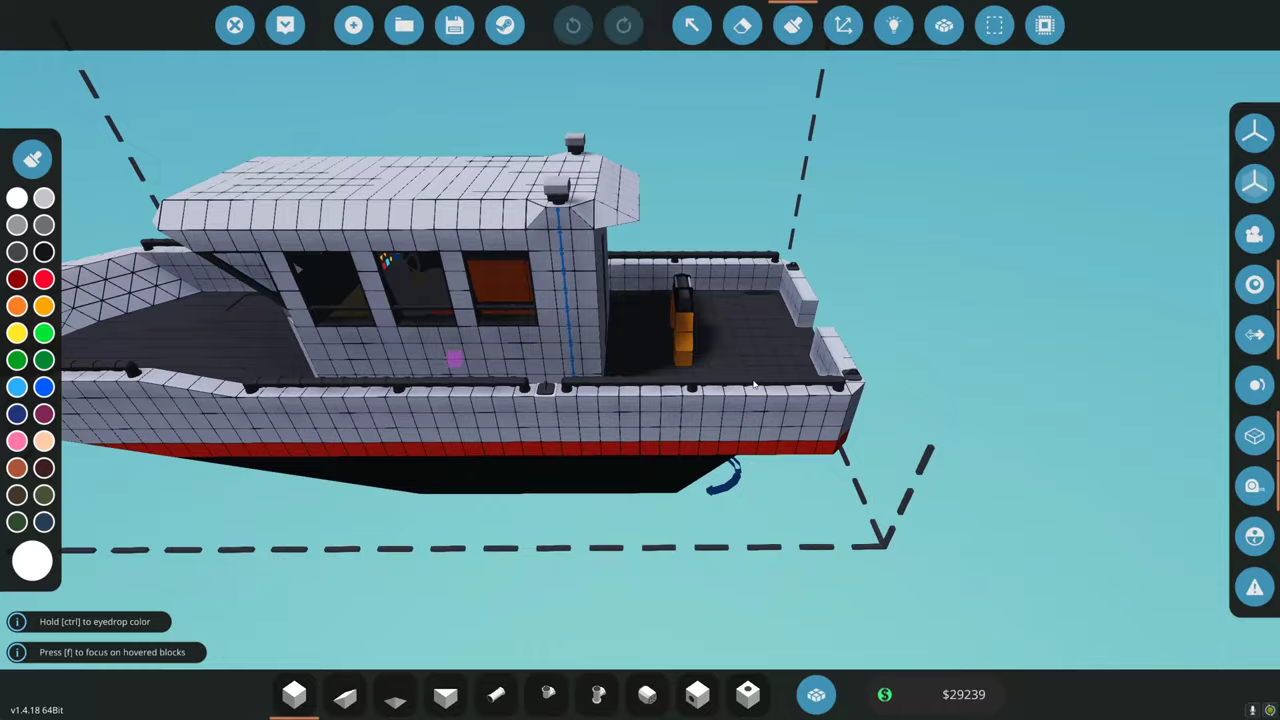 Hold [ctrl] to eyedrop color
Press [f] to focus on hovered blocks
$ $29239
v1.4.18 64Bit